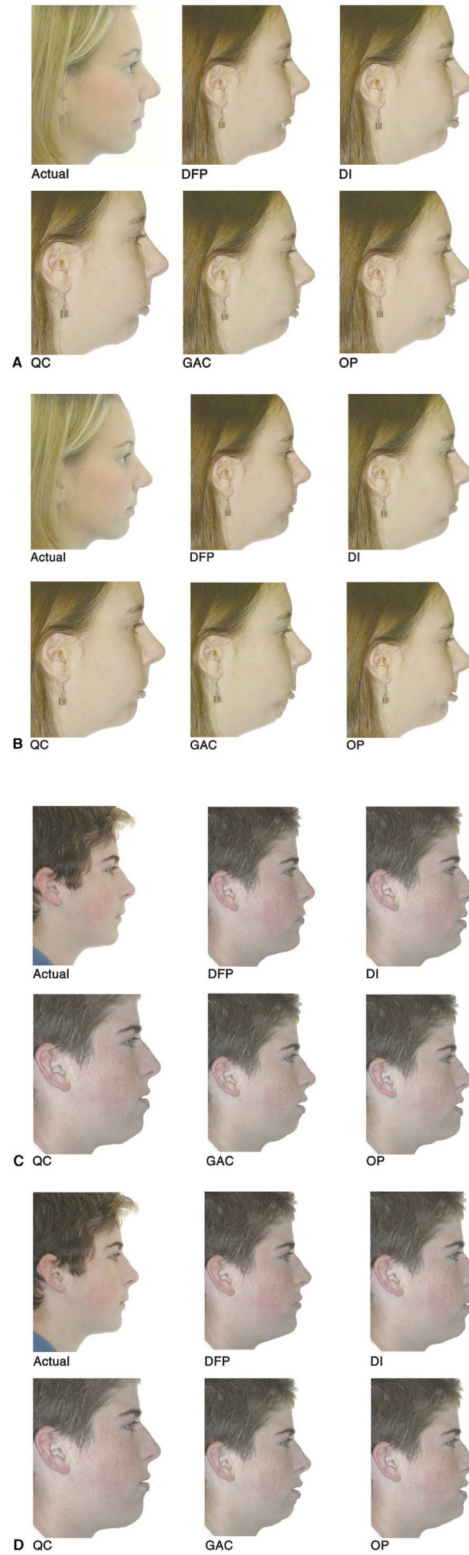 Actual DFP DI
A QC GAC OP
Actual DFP DI
B QC GAC OP
Actual DFP DI
C QC GAC OP
Actual DFP DI
D QC GAC OP